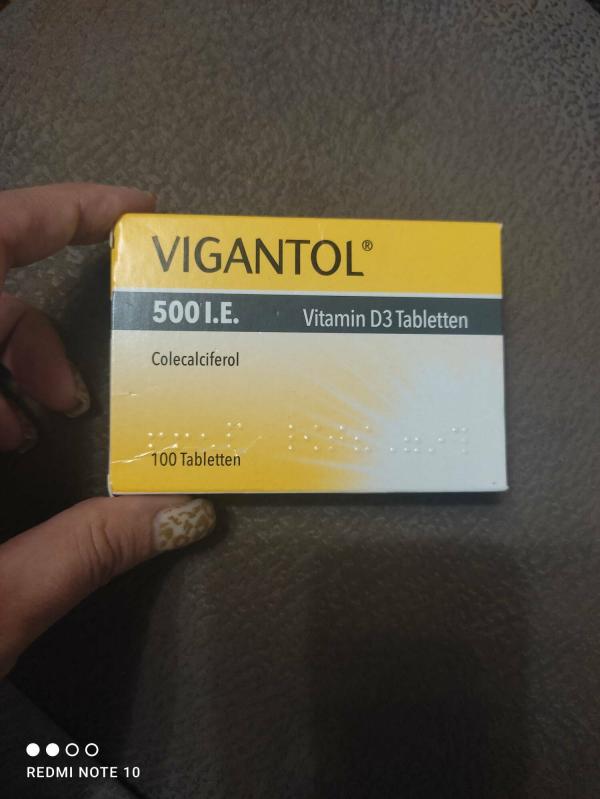 VIGANTOL®
500 I.E. Vitamin D3 Tabletten
Colecalciferol
100 Tabletten
REDMI NOTE 10